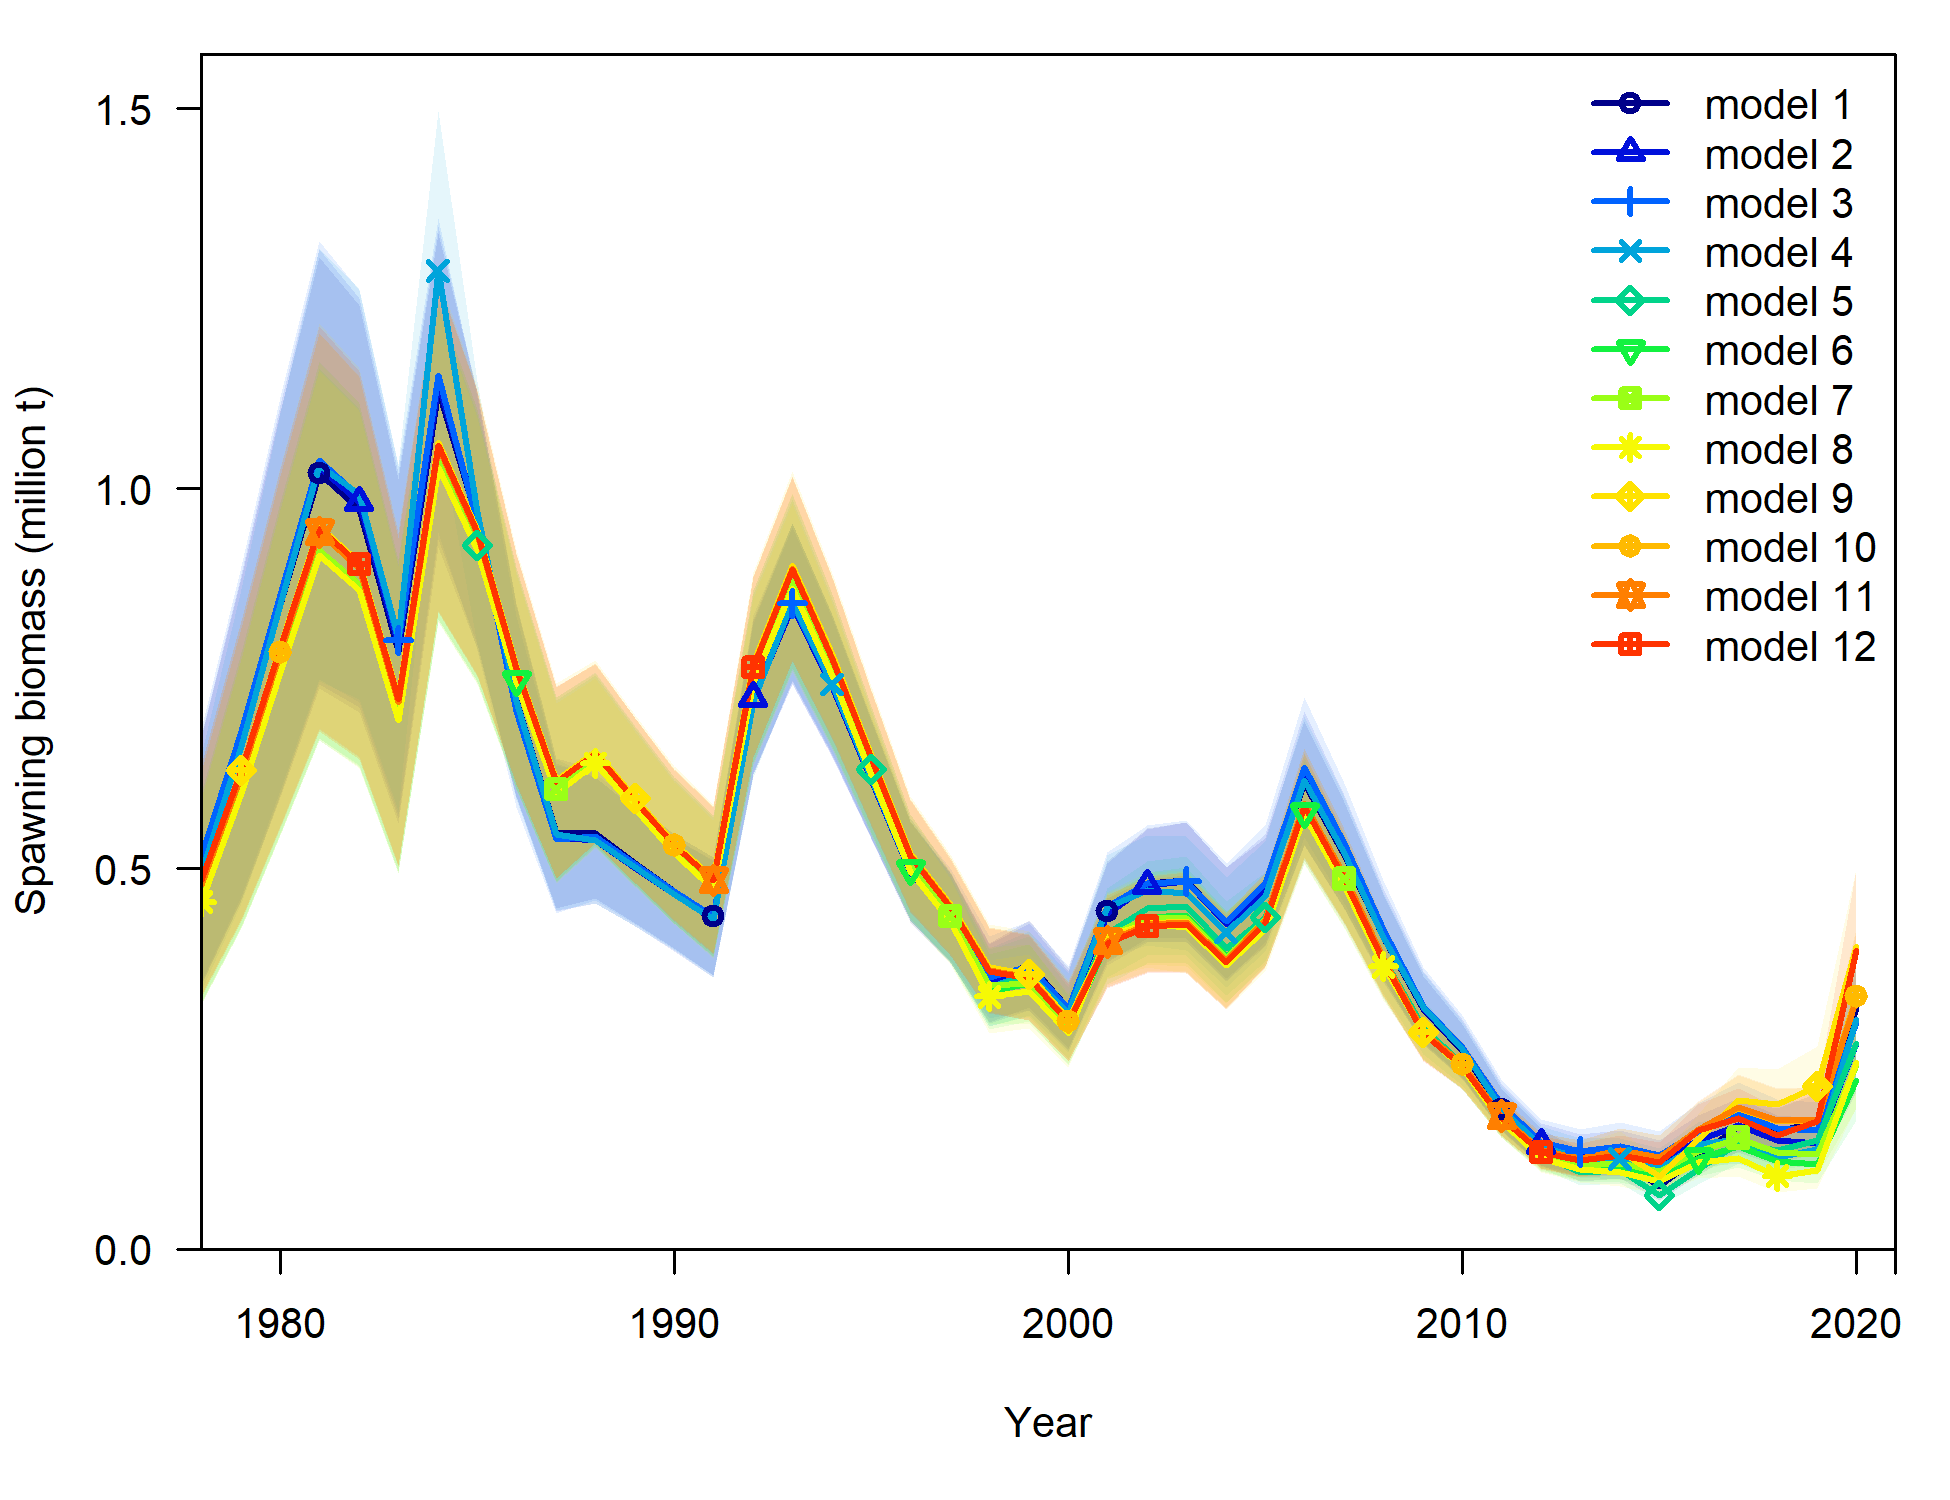 Spawning biomass (million t)
1.5
1.0
0.5
0.0
model 1
model 2
model 3
model 4
model 5
model 6
model 7
model 8
model 9
model 10
model 11
model 12
1980 1990 2000 2010 2020
Year